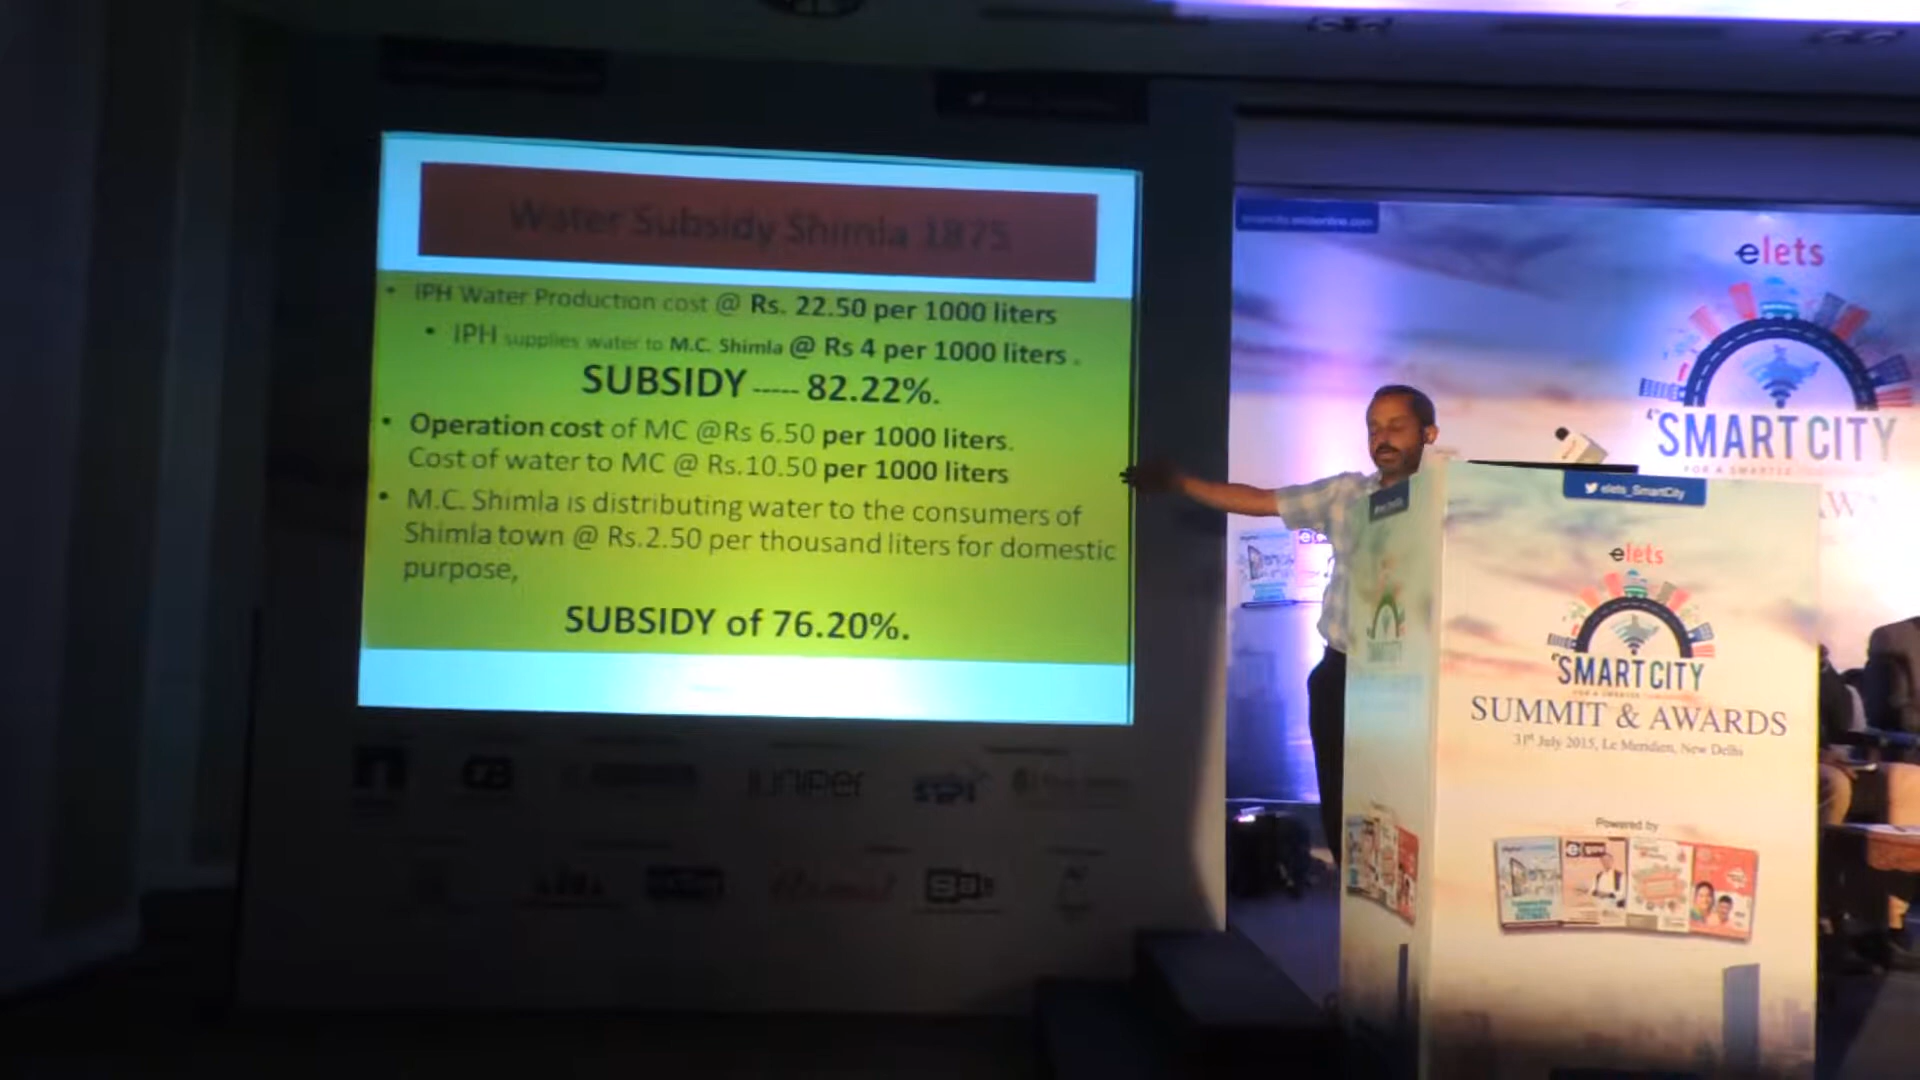 Water Subsidy Shimla 1875
• IPH Water Production cost @ Rs. 22.50 per 1000 liters
• IPH supplies water to M.C. Shimla @ Rs 4 per 1000 liters .
SUBSIDY ----- 82.22%.
• Operation cost of MC @Rs 6.50 per 1000 liters.
Cost of water to MC @ Rs.10.50 per 1000 liters
• M.C. Shimla is distributing water to the consumers of
Shimla town @ Rs.2.50 per thousand liters for domestic
purpose,
SUBSIDY of 76.20%.
JUNIPER
elets
4th SMART CITY
FOR A SMARTER
elets_SmartCity
elets
SMART CITY
SUMMIT & AWARDS
31st July 2015, Le Meridien, New Delhi
Powered by